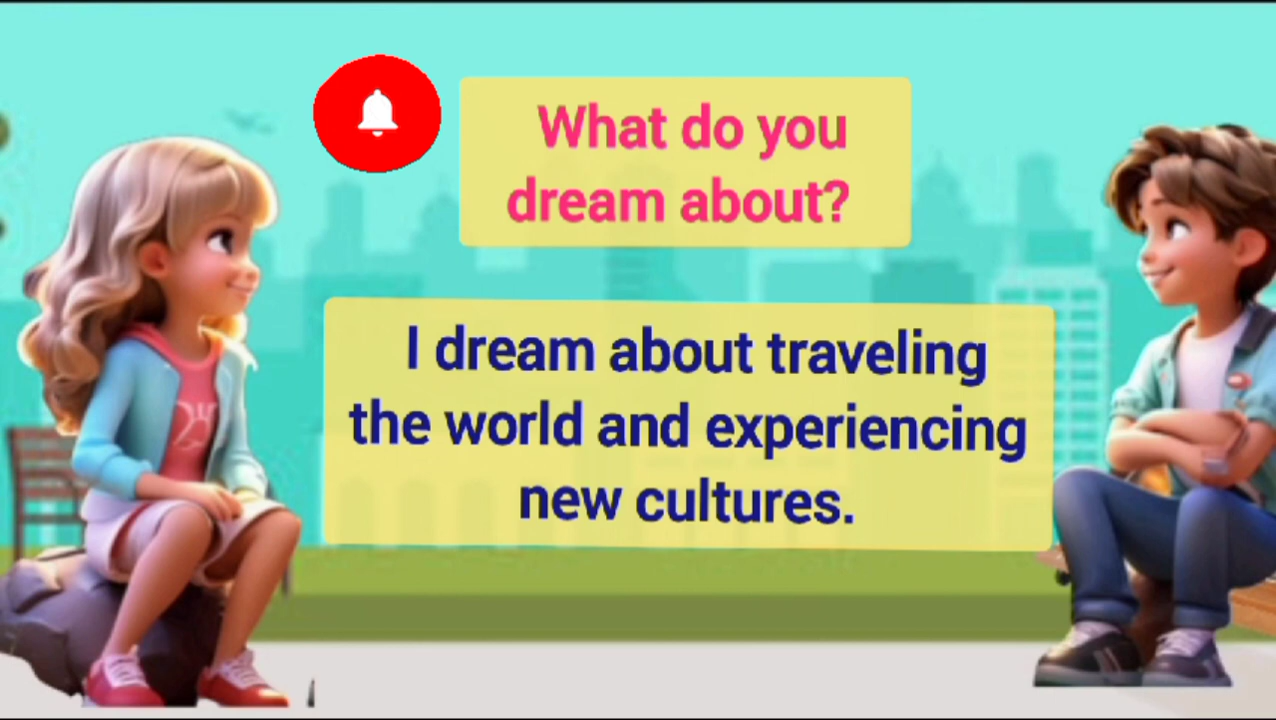 What do you
dream about?
I dream about traveling
the world and experiencing
new cultures.